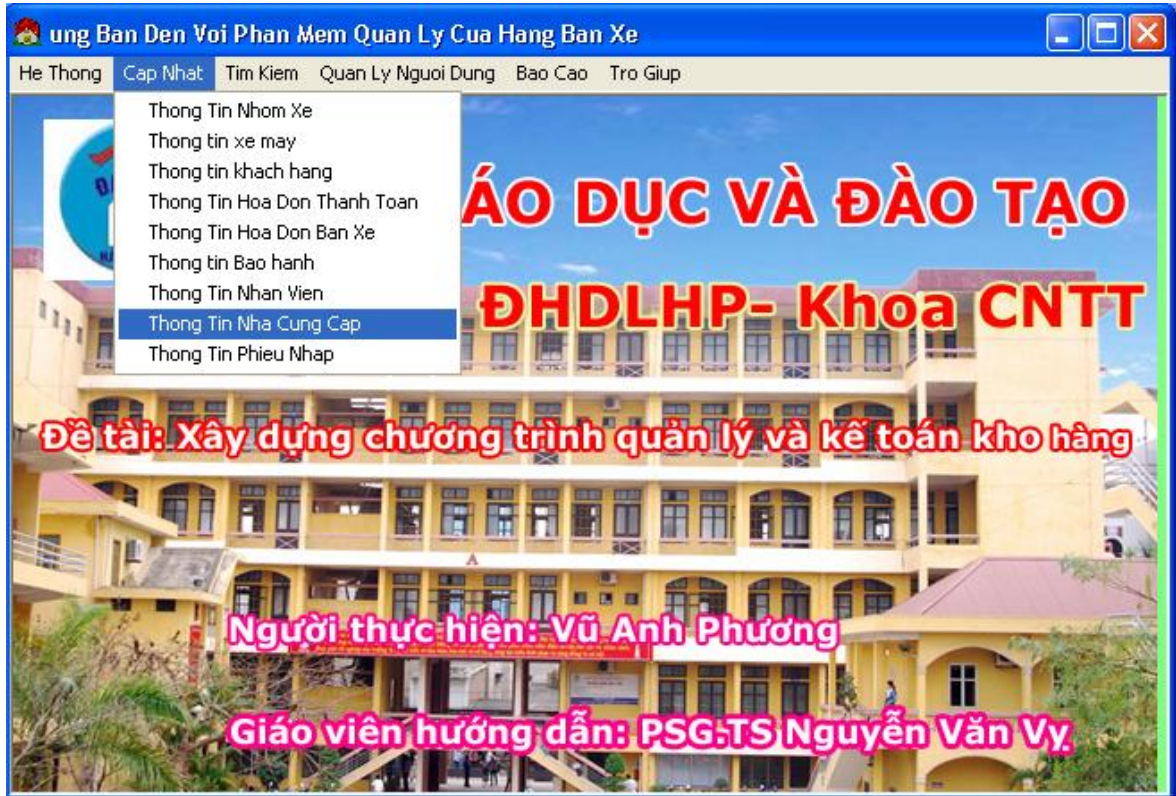 ung Ban Den Voi Phan Mem Quan Ly Cua Hang Ban Xe
He Thong Cap Nhat Tim Kiem Quan Ly Nguoi Dung Bao Cao Tro Giup
Thong Tin Nhom Xe
Thong tin xe may
Thong tin khach hang
Thong Tin Hoa Don Thanh Toan
Thong Tin Hoa Don Ban Xe
Thong tin Bao hanh
Thong Tin Nhan Vien
Thong Tin Nha Cung Cap
Thong Tin Phieu Nhap
ÁO DỤC VÀ ĐÀO TẠO
ĐHDLHP- Khoa CNTT
Đề tài: Xây dựng chương trình quản lý và kế toán kho hàng
A
Người thực hiện: Vũ Anh Phương
Giáo viên hướng dẫn: PSG.TS Nguyễn Văn Vỵ